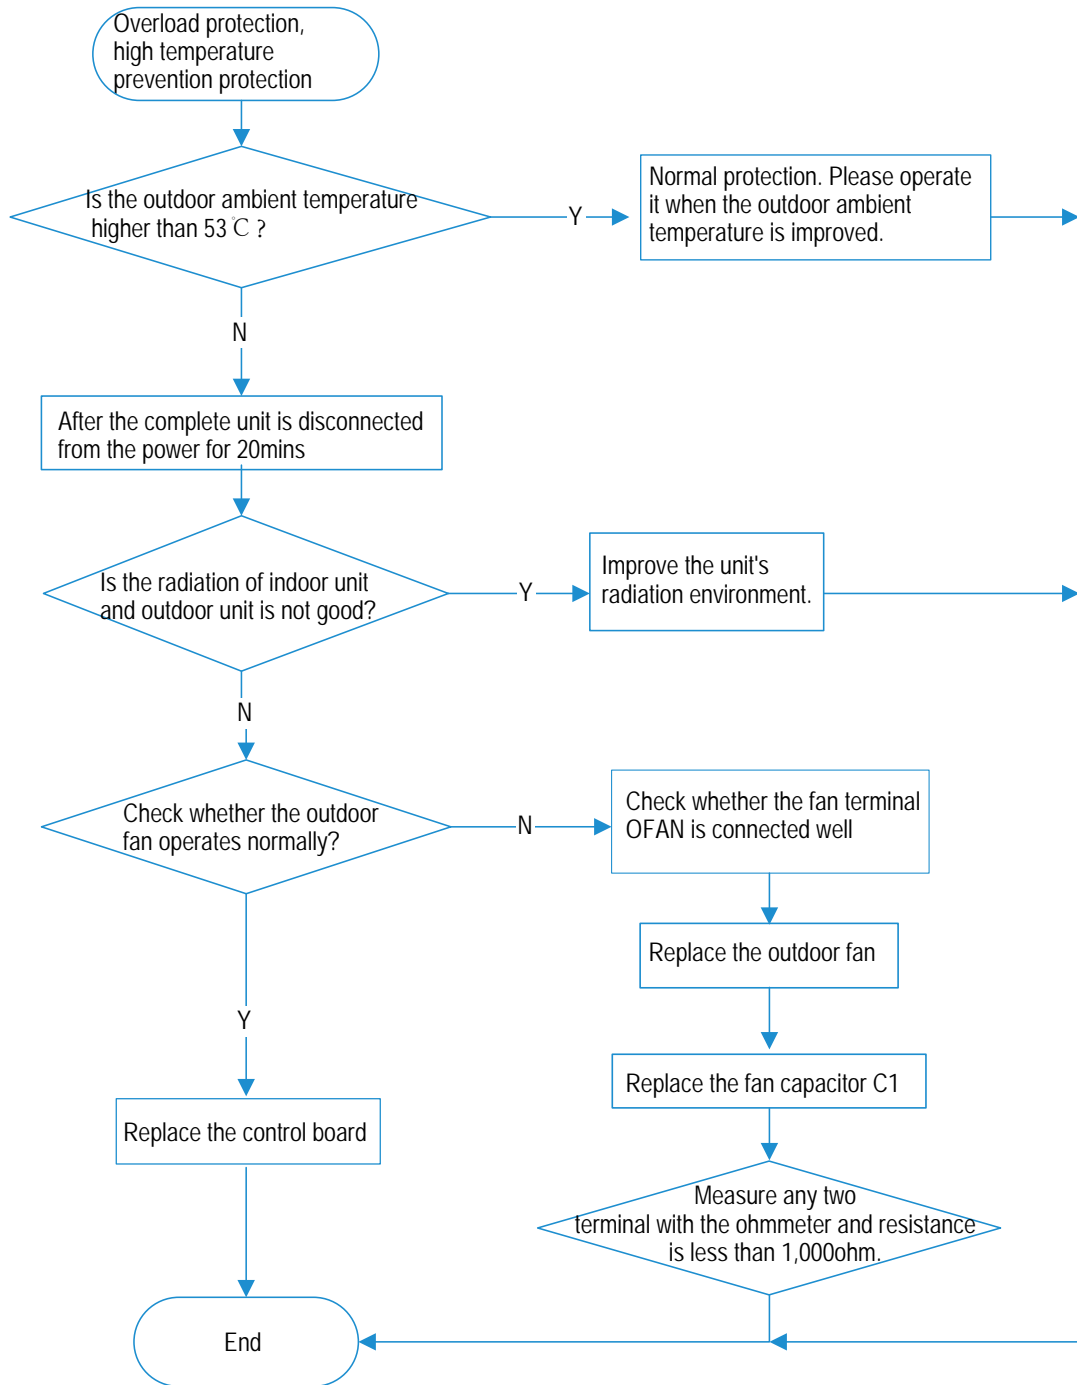 Overload protection,
high temperature
prevention protection
Is the outdoor ambient temperature
higher than 53℃ ?
Y
Normal protection. Please operate
it when the outdoor ambient
temperature is improved.
N
After the complete unit is disconnected
from the power for 20mins
Is the radiation of indoor unit
and outdoor unit is not good?
Y
Improve the unit's
radiation environment.
N
Check whether the outdoor
fan operates normally?
N
Check whether the fan terminal
OFAN is connected well
Replace the outdoor fan
Y
Replace the fan capacitor C1
Replace the control board
Measure any two
terminal with the ohmmeter and resistance
is less than 1,000ohm.
End